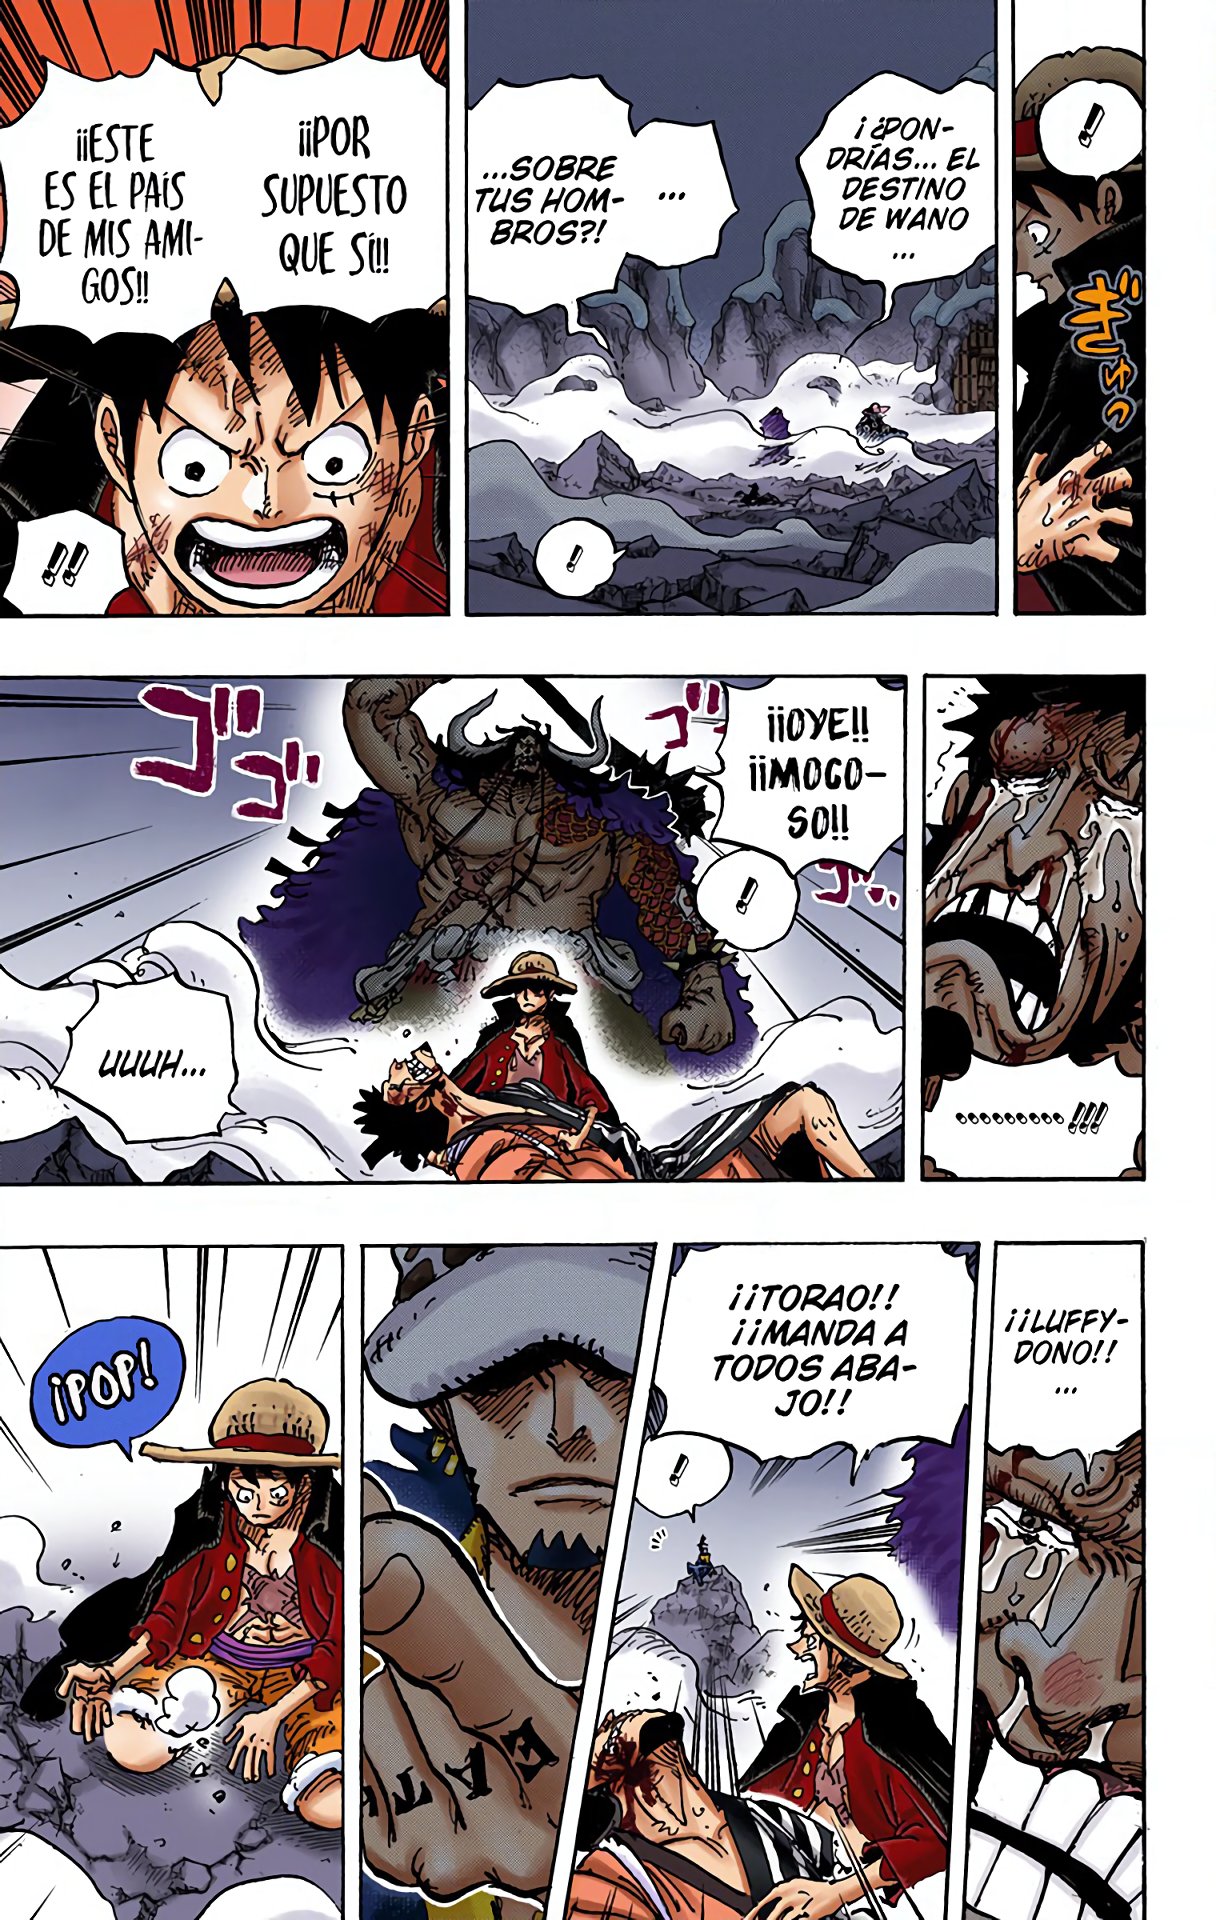 !
ぎゅっ
¡¿PON-
DRÍAS... EL
DESTINO
DE WANO
...
...
...SOBRE
TUS HOM-
BROS?!
!
¡¡POR
SUPUESTO
QUE SÍ!!
¡¡ESTE
ES EL PAÍS
DE MIS AMI-
GOS!!
!!
.........!!!
¡¡OYE!!
¡¡MOCO-
SO!!
!
ゴゴ
ゴゴ
ゴ..
UUUH...
¡¡LUFFY-
DONO!!
...
¡¡TORAO!!
¡¡MANDA A
TODOS ABA-
JO!!
!
EATH
¡POP!